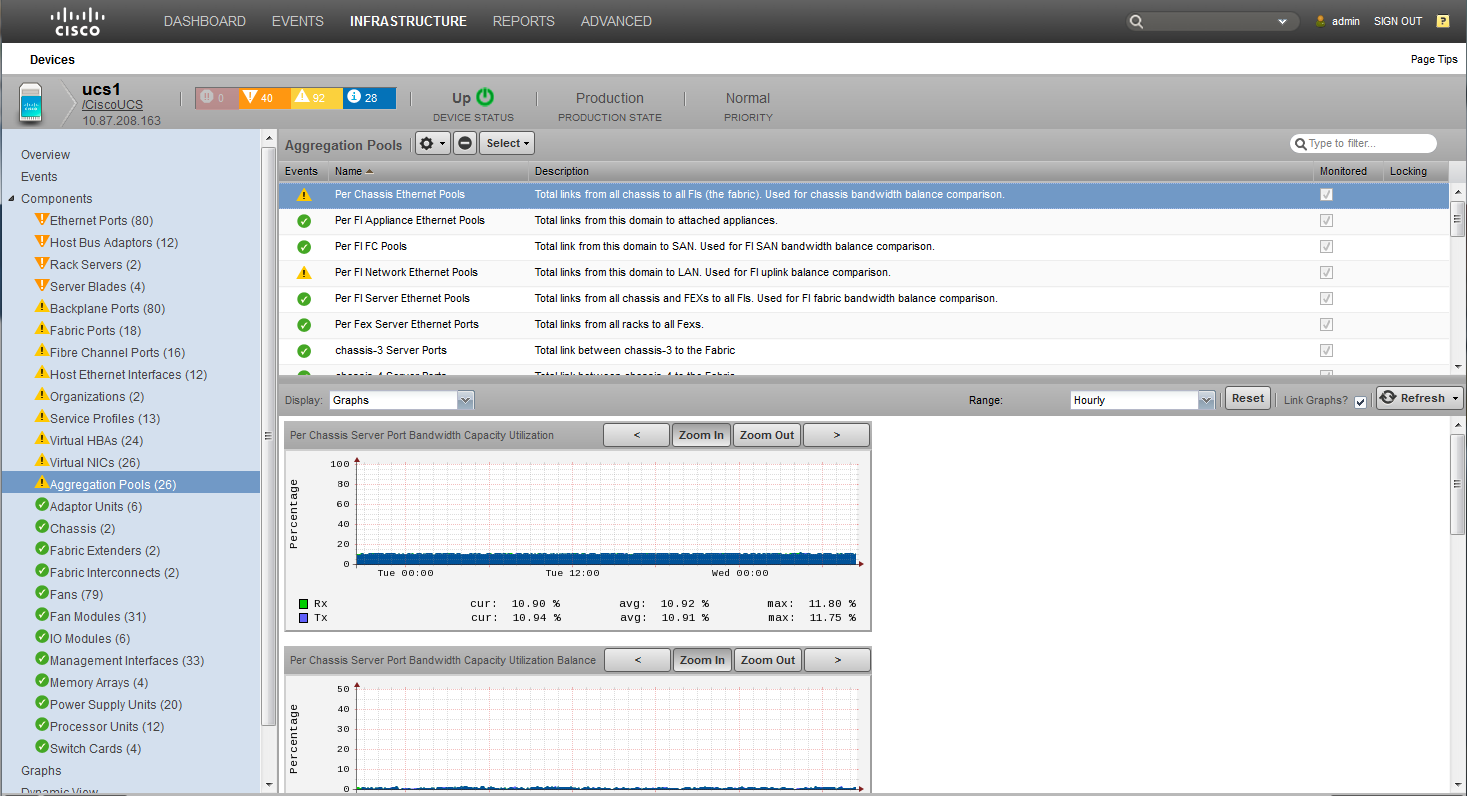 CISCO DASHBOARD EVENTS INFRASTRUCTURE REPORTS ADVANCED admin SIGN OUT ?
Devices Page Tips
ucs1
/CiscoUCS
10.87.208.163
0 40 92 28
Up Production Normal
DEVICE STATUS PRODUCTION STATE PRIORITY
Overview
Events
Components
Ethernet Ports (80)
Host Bus Adaptors (12)
Rack Servers (2)
Server Blades (4)
Backplane Ports (80)
Fabric Ports (18)
Fibre Channel Ports (16)
Host Ethernet Interfaces (12)
Organizations (2)
Service Profiles (13)
Virtual HBAs (24)
Virtual NICs (26)
Aggregation Pools (26)
Adaptor Units (6)
Chassis (2)
Fabric Extenders (2)
Fabric Interconnects (2)
Fans (79)
Fan Modules (31)
IO Modules (6)
Management Interfaces (33)
Memory Arrays (4)
Power Supply Units (20)
Processor Units (12)
Switch Cards (4)
Graphs
Dynamic View
Aggregation Pools Select Type to filter...
Events Name Description Monitored Locking
Per Chassis Ethernet Pools Total links from all chassis to all FIs (the fabric). Used for chassis bandwidth balance comparison.
Per FI Appliance Ethernet Pools Total links from this domain to attached appliances.
Per FI FC Pools Total link from this domain to SAN. Used for FI SAN bandwidth balance comparison.
Per FI Network Ethernet Pools Total links from this domain to LAN. Used for FI uplink balance comparison.
Per FI Server Ethernet Pools Total links from all chassis and FEXs to all FIs. Used for FI fabric bandwidth balance comparison.
Per Fex Server Ethernet Ports Total links from all racks to all Fexs.
chassis-3 Server Ports Total link between chassis-3 to the Fabric
chassis-4 Server Ports Total link between chassis-4 to the Fabric
Display: Graphs Range: Hourly Reset Link Graphs? Refresh
Per Chassis Server Port Bandwidth Capacity Utilization < Zoom In Zoom Out >
Percentage
100
80
60
40
20
0
Tue 00:00 Tue 12:00 Wed 00:00
Rx cur: 10.90 % avg: 10.92 % max: 11.80 %
Tx cur: 10.94 % avg: 10.91 % max: 11.75 %
Per Chassis Server Port Bandwidth Capacity Utilization Balance < Zoom In Zoom Out >
Percentage
50
40
30
20
10
0